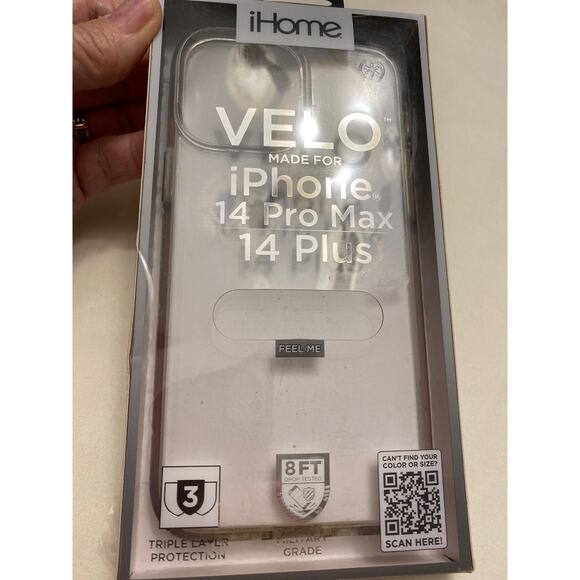 iHome
VELO™
MADE FOR
iPhone®
14 Pro Max
14 Plus
FEEL ME
3
TRIPLE LAYER
PROTECTION
8FT
DROP TESTED
MILITARY
GRADE
CAN'T FIND YOUR
COLOR OR SIZE?
SCAN HERE!